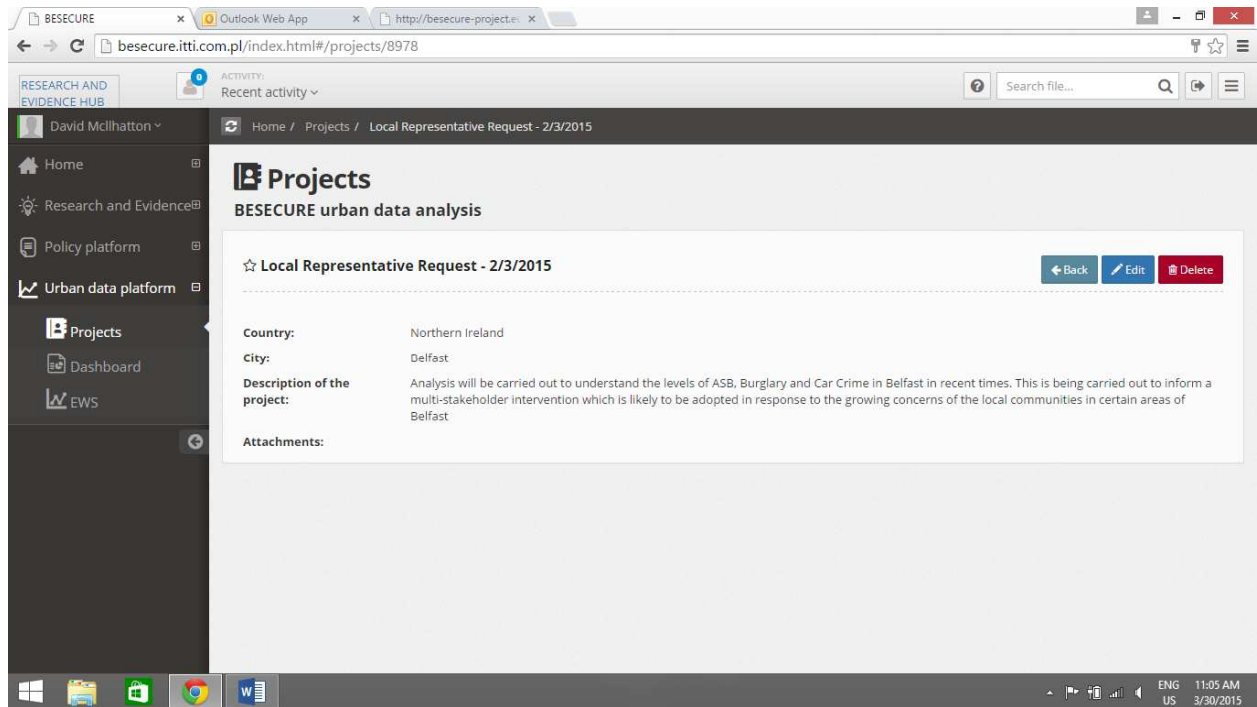 BESECURE
Outlook Web App
http://besecure-project.e
besecure.itti.com.pl/index.html#/projects/8978
RESEARCH AND
EVIDENCE HUB
0
ACTIVITY:
Recent activity
Search file...
David McIlhatton
Home / Projects / Local Representative Request - 2/3/2015
Home
Research and Evidence
Policy platform
Urban data platform
Projects
Dashboard
EWS
Projects
BESECURE urban data analysis
Local Representative Request - 2/3/2015
Back
Edit
Delete
Country: Northern Ireland
City: Belfast
Description of the Analysis will be carried out to understand the levels of ASB, Burglary and Car Crime in Belfast in recent times. This is being carried out to inform a
project: multi-stakeholder intervention which is likely to be adopted in response to the growing concerns of the local communities in certain areas of
Belfast
Attachments:
ENG 11:05 AM
US 3/30/2015